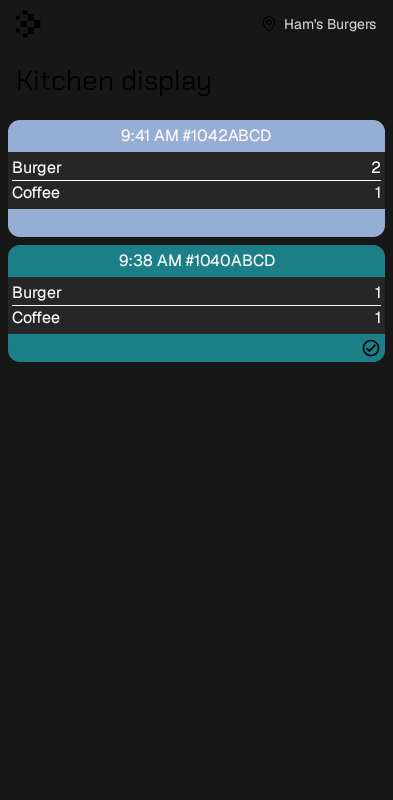 Ham's Burgers
Kitchen display
9:41 AM #1042ABCD
Burger 2
Coffee 1
9:38 AM #1040ABCD
Burger 1
Coffee 1